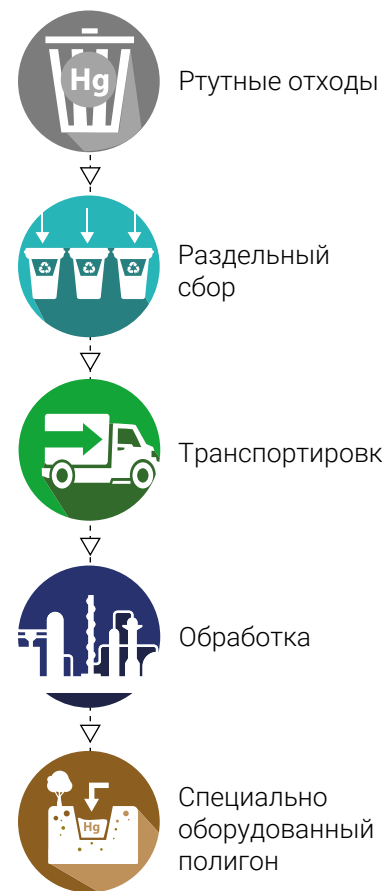 Hg
Ртутные отходы
Раздельный
сбор
Транспортировк
Обработка
Hg
Специально
оборудованный
полигон